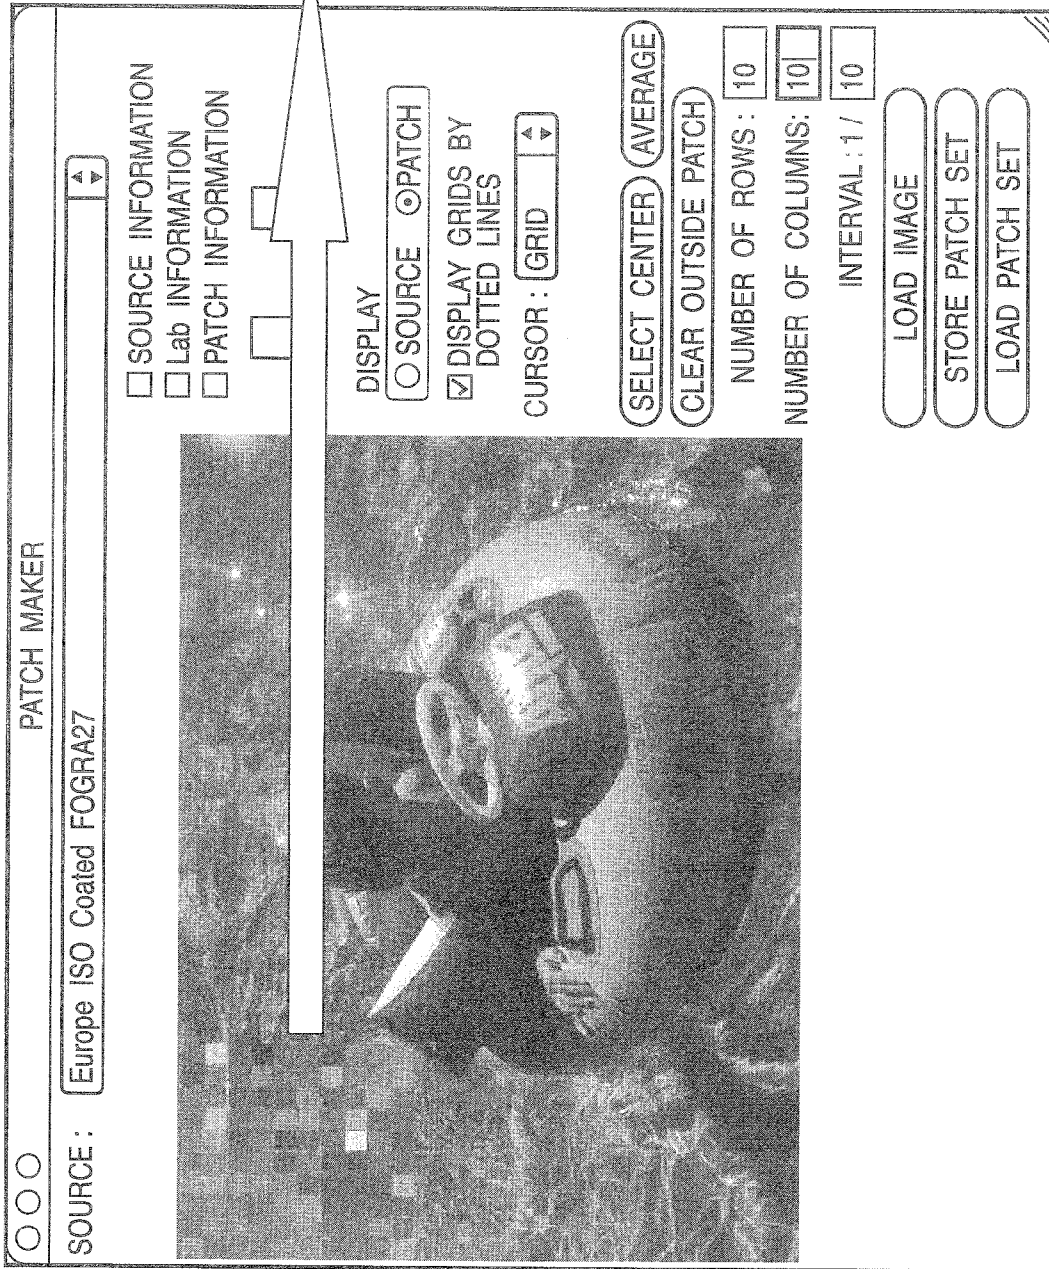 PATCH MAKER
SOURCE :
Europe ISO Coated FOGRA27
SOURCE INFORMATION
Lab INFORMATION
PATCH INFORMATION
DISPLAY
SOURCE PATCH
DISPLAY GRIDS BY
DOTTED LINES
CURSOR : GRID
SELECT CENTER AVERAGE
CLEAR OUTSIDE PATCH
NUMBER OF ROWS : 10
NUMBER OF COLUMNS: 10
INTERVAL : 1 / 10
LOAD IMAGE
STORE PATCH SET
LOAD PATCH SET